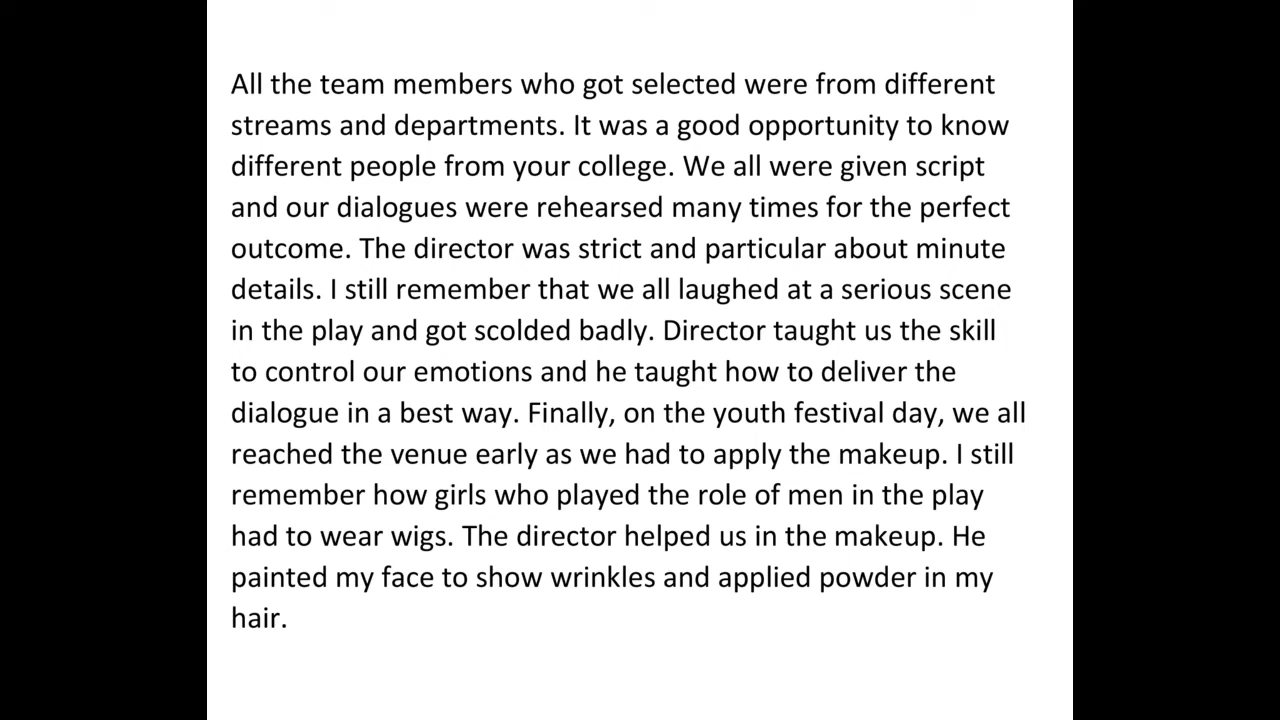 All the team members who got selected were from different
streams and departments. It was a good opportunity to know
different people from your college. We all were given script
and our dialogues were rehearsed many times for the perfect
outcome. The director was strict and particular about minute
details. I still remember that we all laughed at a serious scene
in the play and got scolded badly. Director taught us the skill
to control our emotions and he taught how to deliver the
dialogue in a best way. Finally, on the youth festival day, we all
reached the venue early as we had to apply the makeup. I still
remember how girls who played the role of men in the play
had to wear wigs. The director helped us in the makeup. He
painted my face to show wrinkles and applied powder in my
hair.